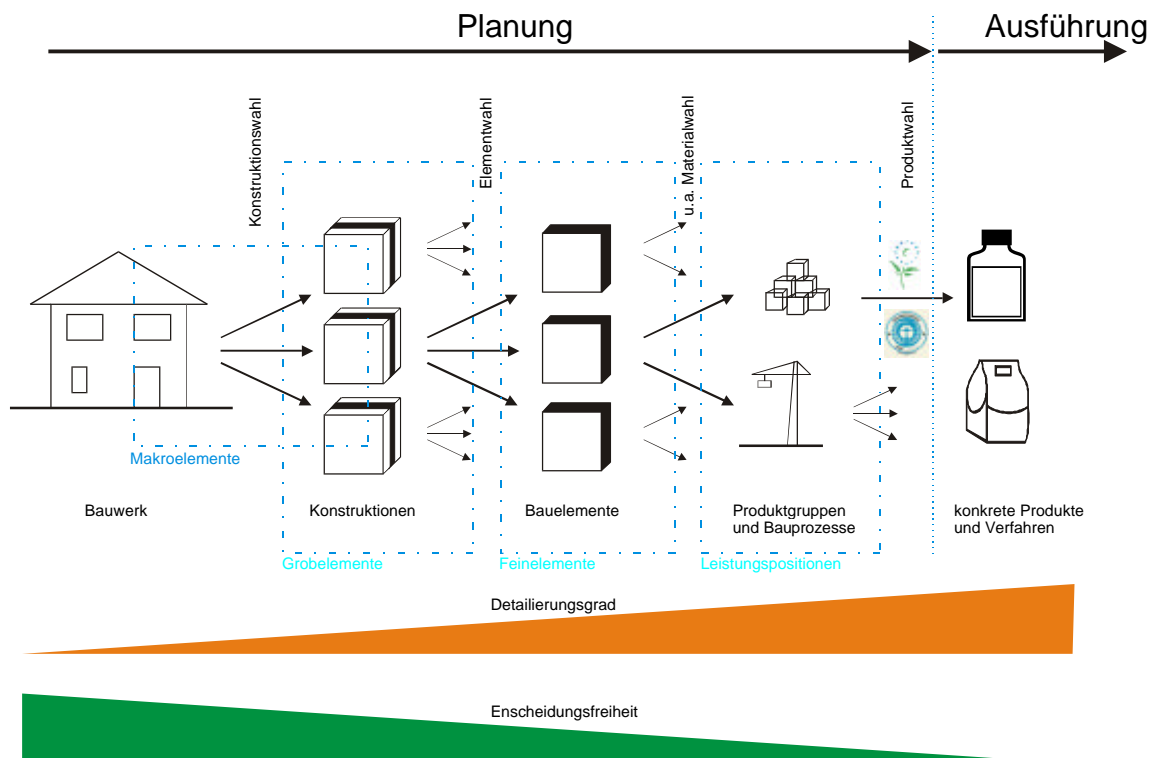 Planung
Ausführung
Konstruktionswahl
Elementwahl
u.a. Materialwahl
Produktwahl
Makroelemente
Bauwerk
Konstruktionen
Bauelemente
Produktgruppen
und Bauprozesse
konkrete Produkte
und Verfahren
Grobelemente
Feinelemente
Leistungspositionen
Detailierungsgrad
Enscheidungsfreiheit